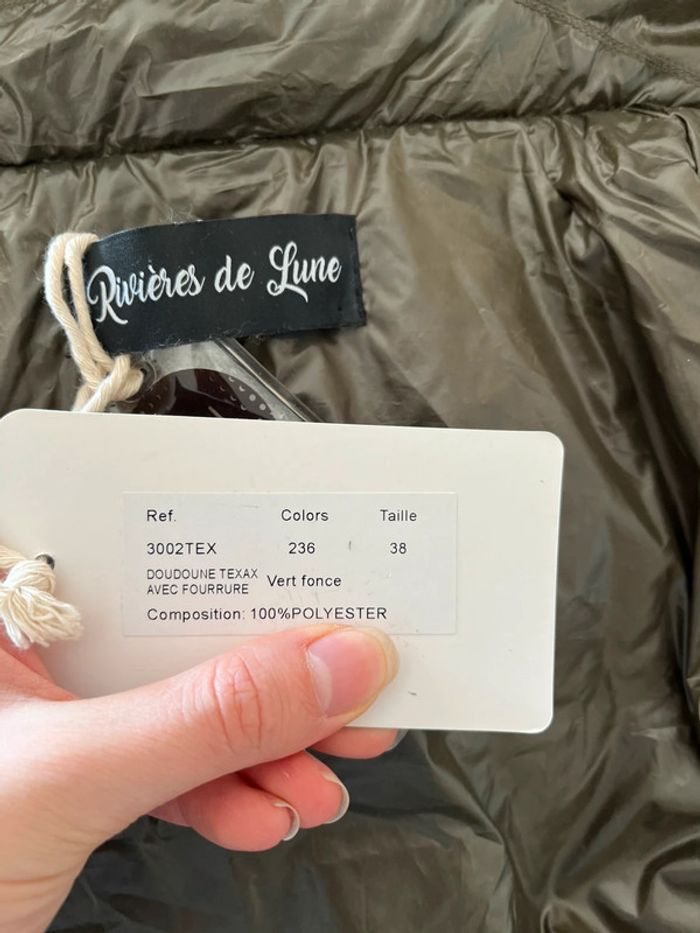 Rivières de Lune
Ref. Colors Taille
3002TEX 236 38
DOUDOUNE TEXAX
AVEC FOURRURE Vert fonce
Composition: 100%POLYESTER